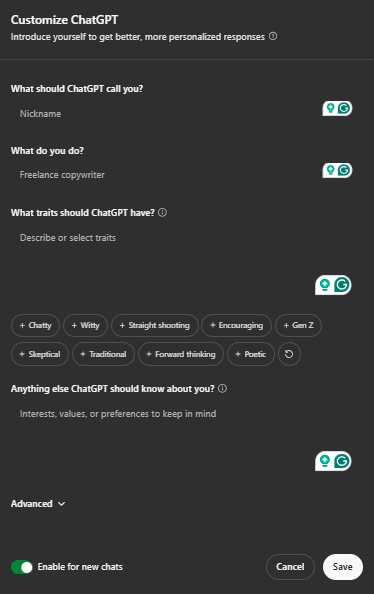 Customize ChatGPT
Introduce yourself to get better, more personalized responses
What should ChatGPT call you?
Nickname
What do you do?
Freelance copywriter
What traits should ChatGPT have?
Describe or select traits
+ Chatty + Witty + Straight shooting + Encouraging + Gen Z
+ Skeptical + Traditional + Forward thinking + Poetic
Anything else ChatGPT should know about you?
Interests, values, or preferences to keep in mind
Advanced
Enable for new chats Cancel Save